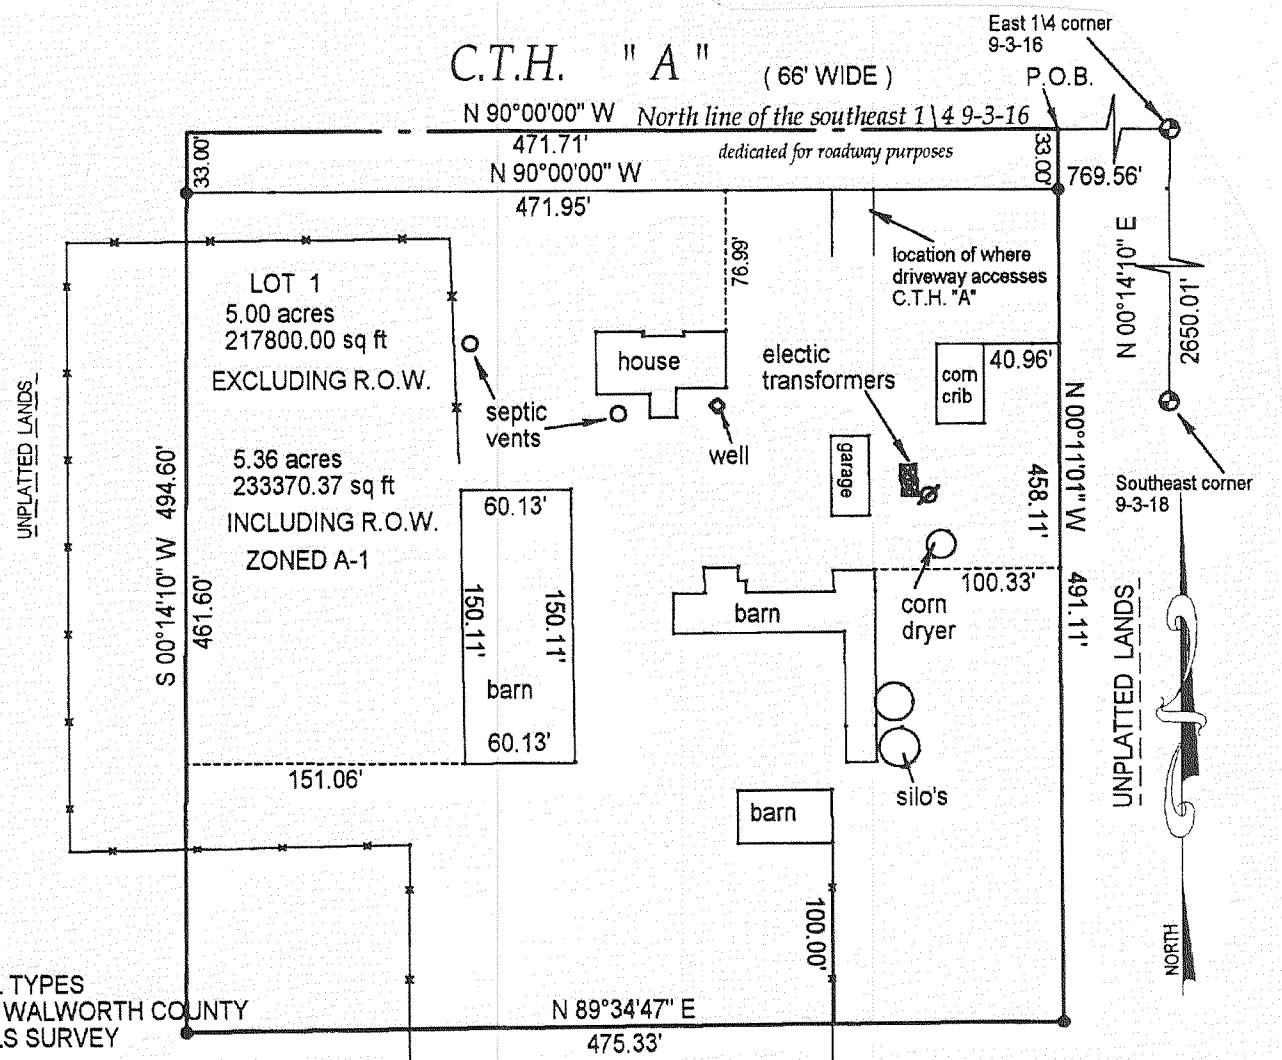 East 1\4 corner
9-3-16
C.T.H. "A" ( 66' WIDE )
P.O.B.
N 90°00'00" W North line of the southeast 1\4 9-3-16
471.71'
dedicated for roadway purposes
33.00'
33.00'
N 90°00'00" W
471.95'
769.56'
76.99'
location of where
driveway accesses
C.T.H. "A"
N 00°14'10" E
2650.01'
LOT 1
5.00 acres
217800.00 sq ft
EXCLUDING R.O.W.
house
electic
transformers
corn
crib
40.96'
septic
vents
well
UNPLATTED LANDS
5.36 acres
233370.37 sq ft
INCLUDING R.O.W.
ZONED A-1
S 00°14'10" W 494.60'
461.60'
60.13'
150.11'
150.11'
barn
60.13'
151.06'
garage
N 00°11'01" W
458.11'
491.11'
Southeast corner
9-3-18
100.33'
barn
corn
dryer
silo's
barn
UNPLATTED LANDS
100.00'
NORTH
L TYPES
WALWORTH COUNTY
LS SURVEY
N 89°34'47" E
475.33'